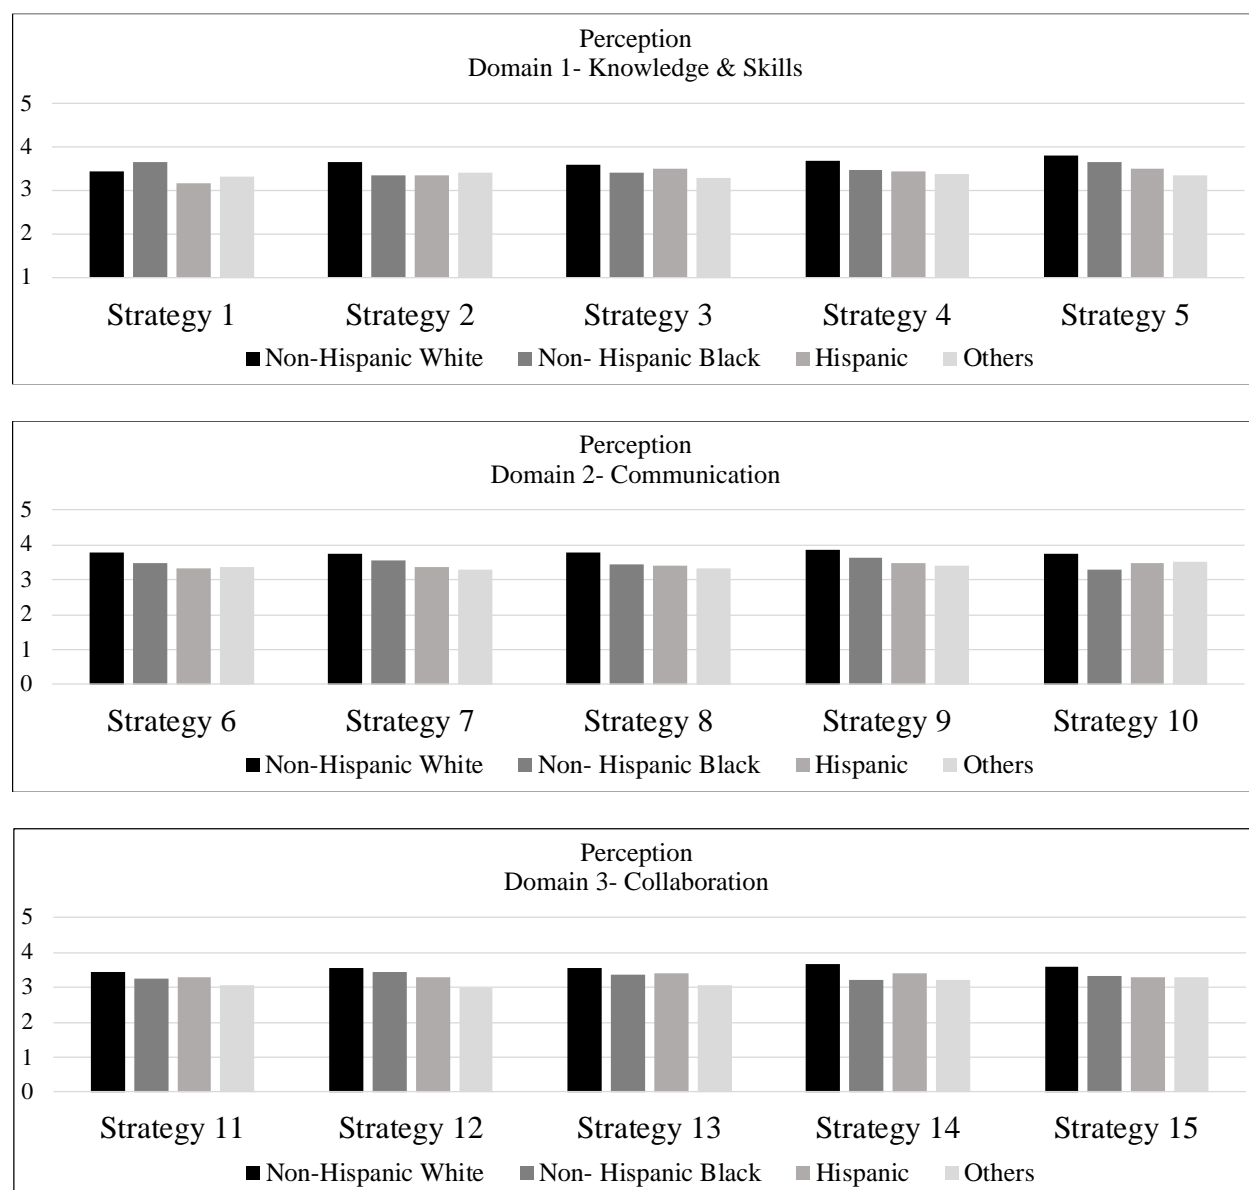 Perception
Domain 1- Knowledge & Skills
5
4
3
2
1
Strategy 1 Strategy 2 Strategy 3 Strategy 4 Strategy 5
Non-Hispanic White Non- Hispanic Black Hispanic Others
Perception
Domain 2- Communication
5
4
3
2
1
0
Strategy 6 Strategy 7 Strategy 8 Strategy 9 Strategy 10
Non-Hispanic White Non- Hispanic Black Hispanic Others
Perception
Domain 3- Collaboration
5
4
3
2
1
0
Strategy 11 Strategy 12 Strategy 13 Strategy 14 Strategy 15
Non-Hispanic White Non- Hispanic Black Hispanic Others